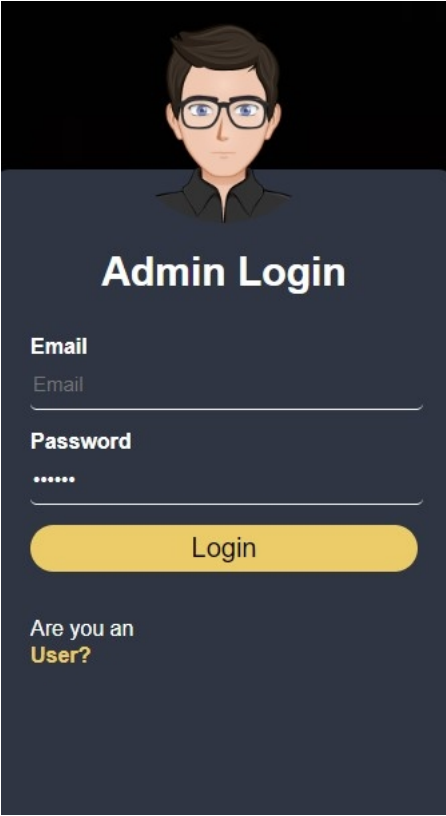 Admin Login
Email
Email
Password
••••••
Login
Are you an
User?